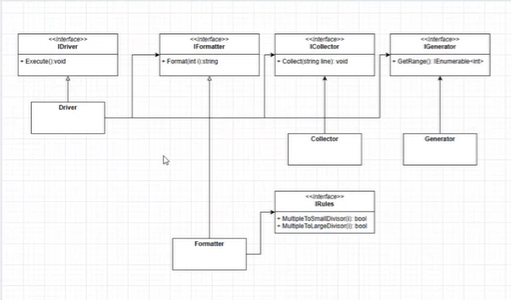 <<interface>>
IDriver
+ Execute():void
<<interface>>
IFormatter
+ Format(int i):string
<<interface>>
ICollector
+ Collect(string line): void
<<interface>>
IGenerator
+ GetRange(): IEnumerable<int>
Driver
Collector
Generator
<<interface>>
IRules
+ MultipleToSmallDivisor(i): bool
+ MultipleToLargeDivisor(i): bool
Formatter